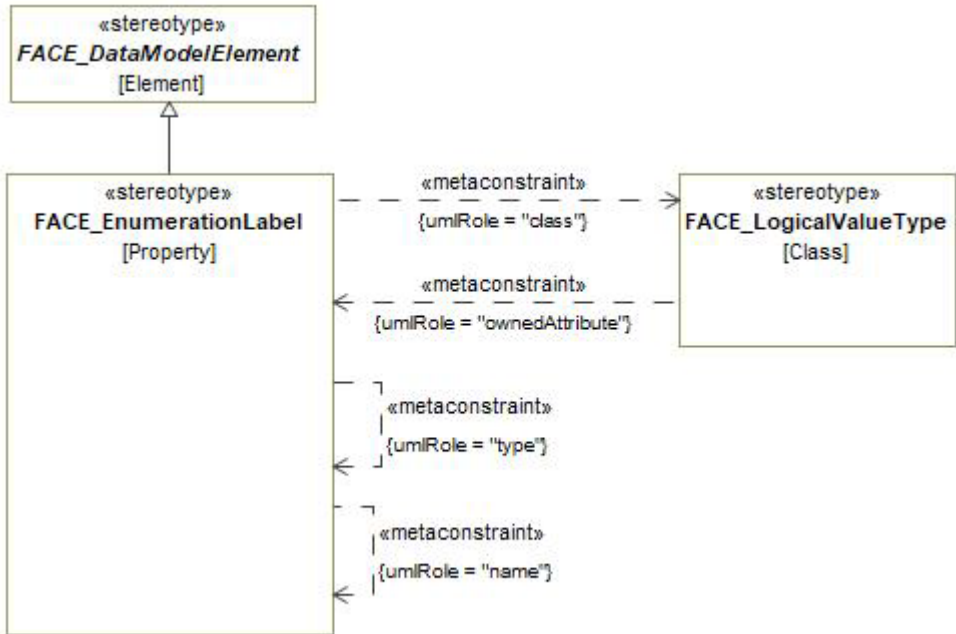 «stereotype»
FACE_DataModelElement
[Element]
«stereotype»
FACE_EnumerationLabel
[Property]
«metaconstraint»
{umlRole = "class"}
«stereotype»
FACE_LogicalValueType
[Class]
«metaconstraint»
{umlRole = "ownedAttribute"}
«metaconstraint»
{umlRole = "type"}
«metaconstraint»
{umlRole = "name"}